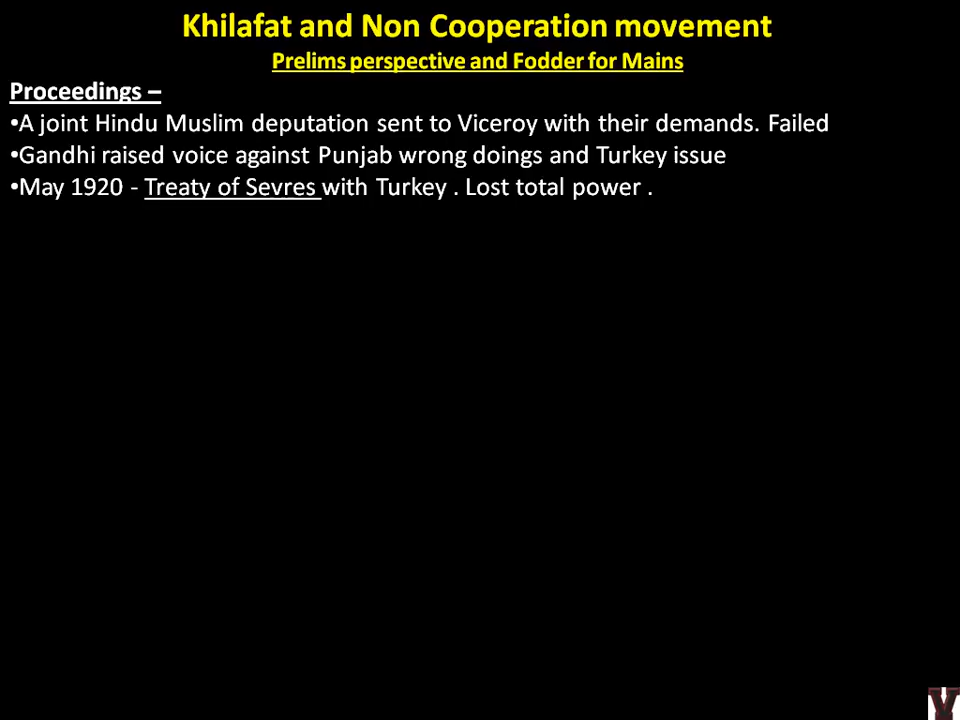 Khilafat and Non Cooperation movement
Prelims perspective and Fodder for Mains
Proceedings –
•A joint Hindu Muslim deputation sent to Viceroy with their demands. Failed
•Gandhi raised voice against Punjab wrong doings and Turkey issue
•May 1920 - Treaty of Sevres with Turkey . Lost total power .